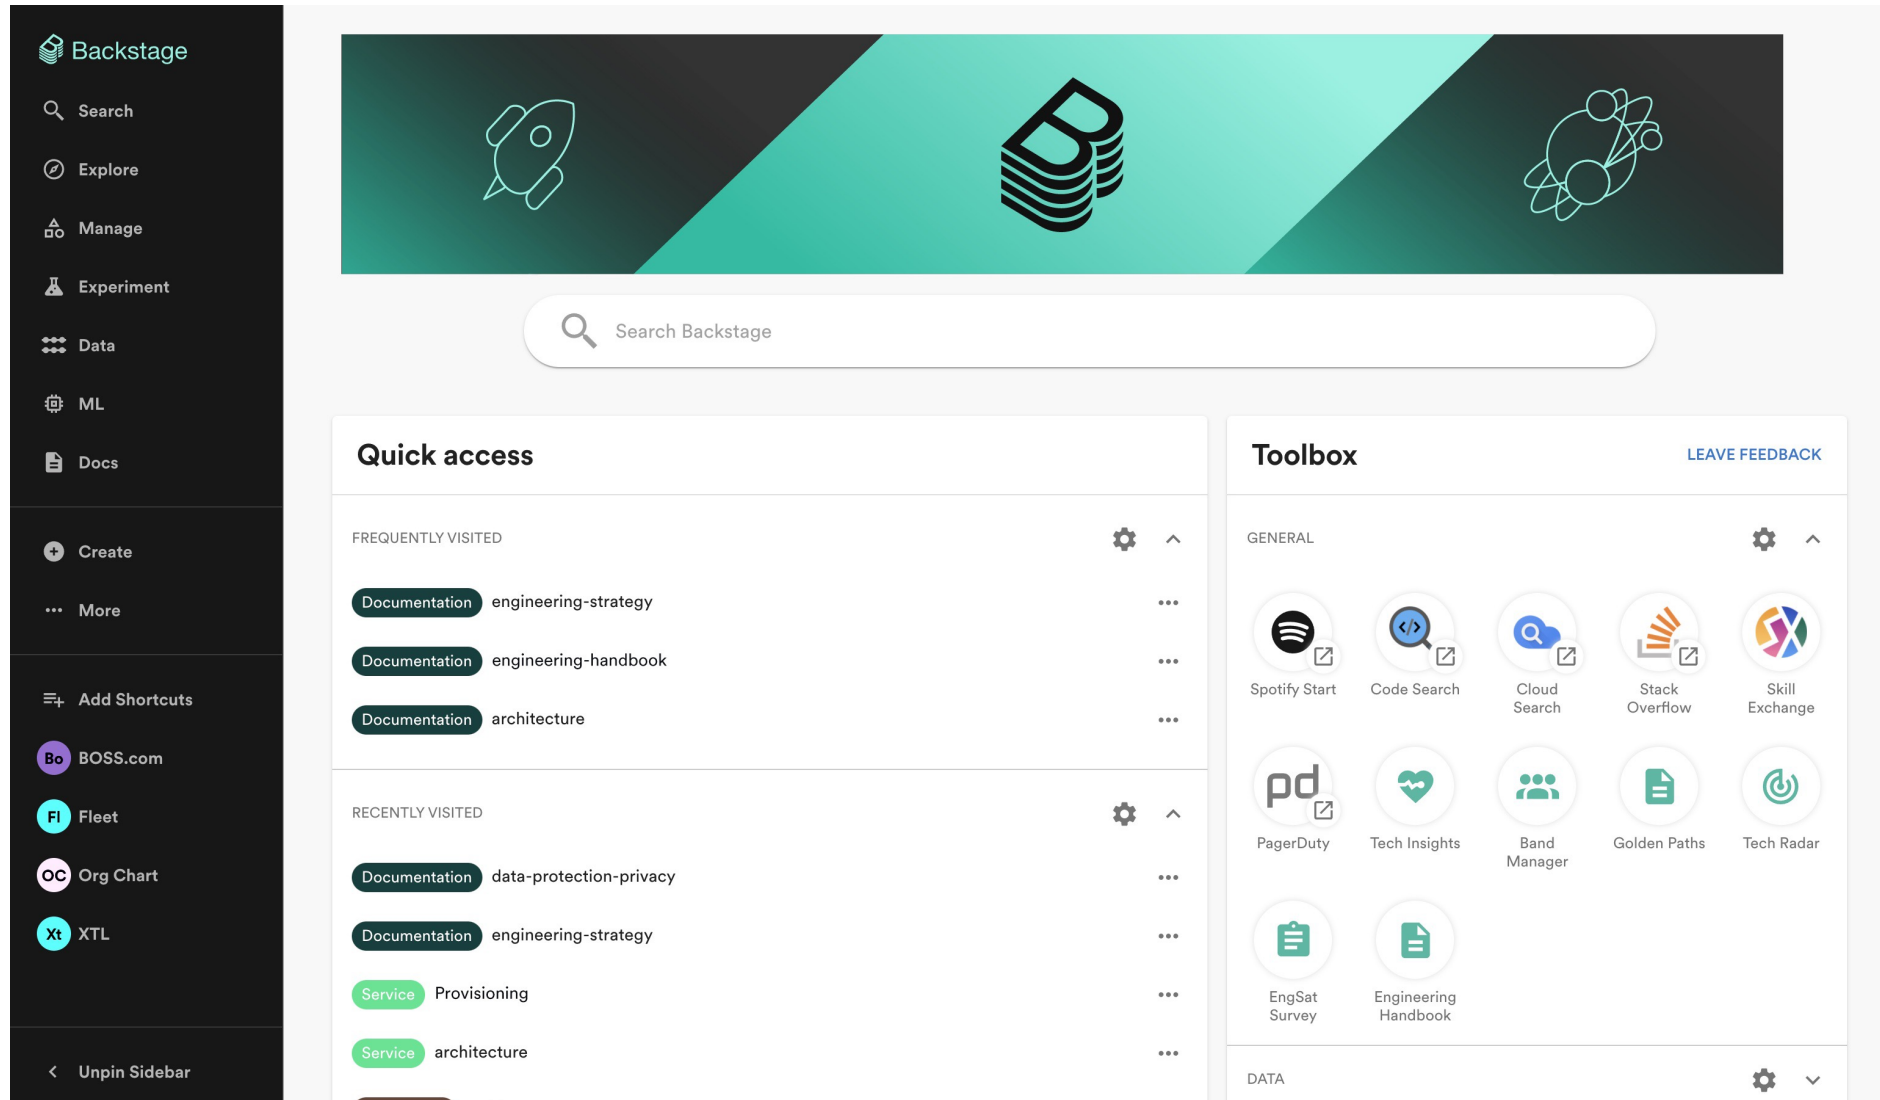 Backstage
Search
Explore
Manage
Experiment
Data
ML
Docs
Create
More
Add Shortcuts
Bo BOSS.com
Fl Fleet
OC Org Chart
Xt XTL
Unpin Sidebar
Search Backstage
Quick access
FREQUENTLY VISITED
Documentation engineering-strategy
Documentation engineering-handbook
Documentation architecture
RECENTLY VISITED
Documentation data-protection-privacy
Documentation engineering-strategy
Service Provisioning
Service architecture
Toolbox LEAVE FEEDBACK
GENERAL
Spotify Start
Code Search
Cloud
Search
Stack
Overflow
Skill
Exchange
pd
PagerDuty
Tech Insights
Band
Manager
Golden Paths
Tech Radar
EngSat
Survey
Engineering
Handbook
DATA